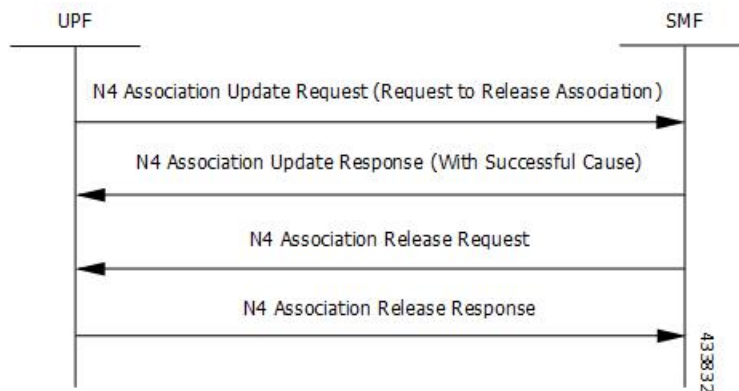 UPF
SMF
N4 Association Update Request (Request to Release Association)
N4 Association Update Response (With Successful Cause)
N4 Association Release Request
N4 Association Release Response
433832